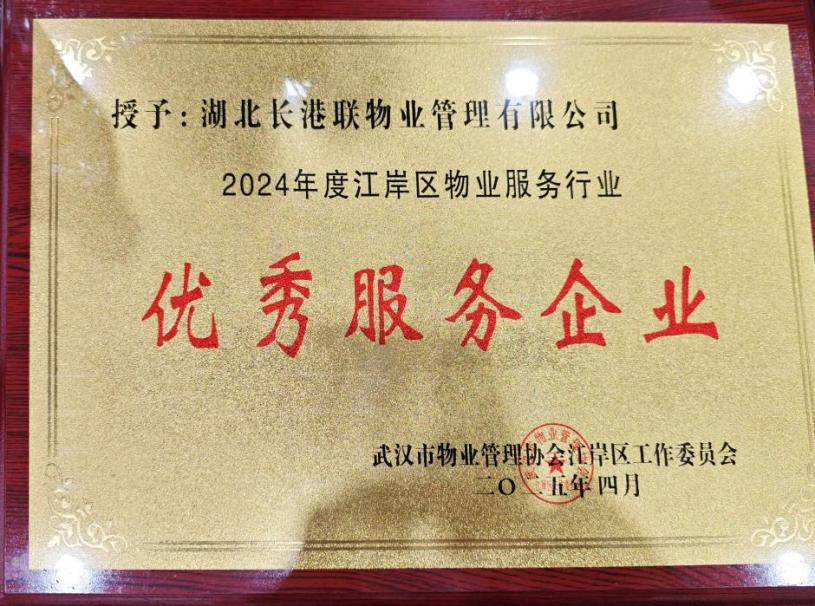 授予：湖北长港联物业管理有限公司
2024年度江岸区物业服务行业
优秀服务企业
武汉市物业管理协会江岸区工作委员会
二〇二五年四月